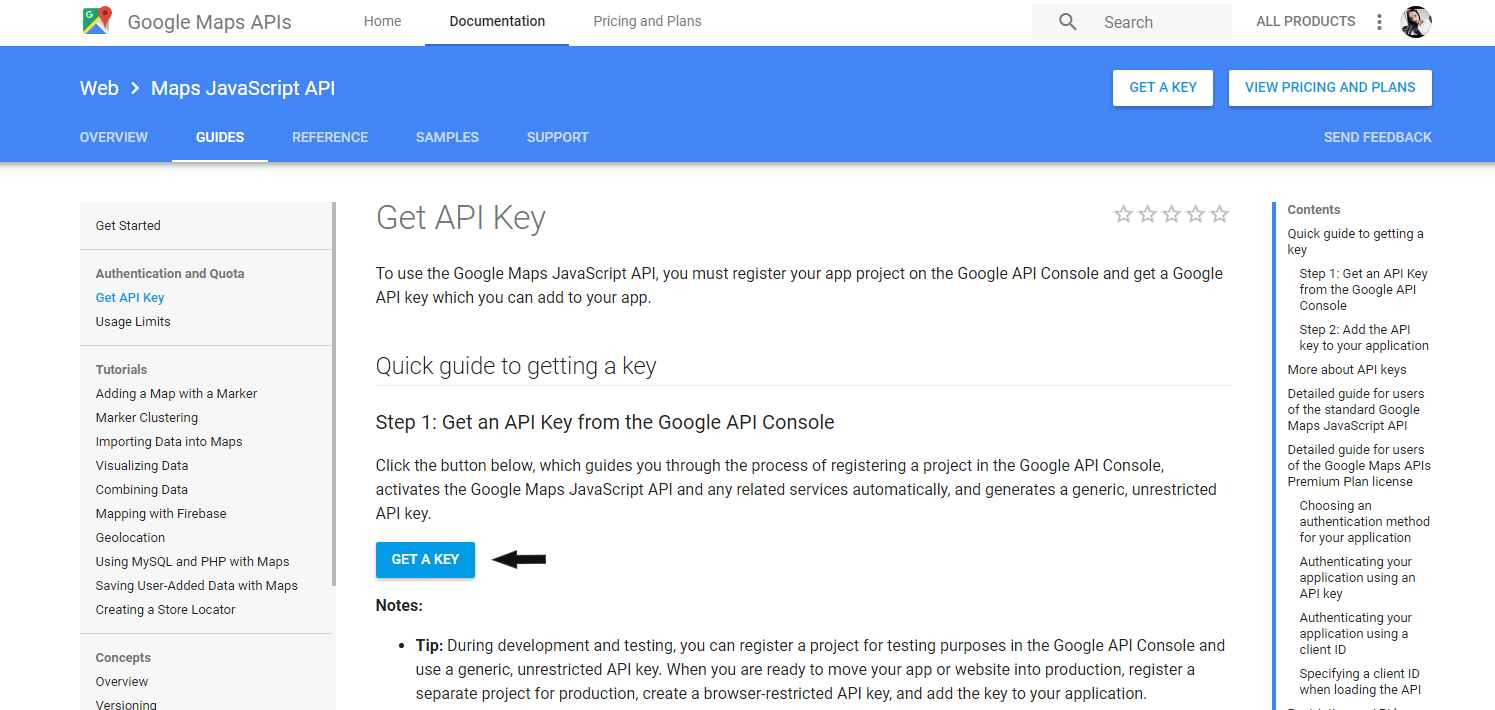 Google Maps APIs
Home
Documentation
Pricing and Plans
Search
ALL PRODUCTS
Web > Maps JavaScript API
GET A KEY
VIEW PRICING AND PLANS
OVERVIEW
GUIDES
REFERENCE
SAMPLES
SUPPORT
SEND FEEDBACK
Get Started
Authentication and Quota
Get API Key
Usage Limits
Tutorials
Adding a Map with a Marker
Marker Clustering
Importing Data into Maps
Visualizing Data
Combining Data
Mapping with Firebase
Geolocation
Using MySQL and PHP with Maps
Saving User-Added Data with Maps
Creating a Store Locator
Concepts
Overview
Versioning
Get API Key
To use the Google Maps JavaScript API, you must register your app project on the Google API Console and get a Google
API key which you can add to your app.
Quick guide to getting a key
Step 1: Get an API Key from the Google API Console
Click the button below, which guides you through the process of registering a project in the Google API Console,
activates the Google Maps JavaScript API and any related services automatically, and generates a generic, unrestricted
API key.
GET A KEY
Notes:
• Tip: During development and testing, you can register a project for testing purposes in the Google API Console and
use a generic, unrestricted API key. When you are ready to move your app or website into production, register a
separate project for production, create a browser-restricted API key, and add the key to your application.
Contents
Quick guide to getting a
key
Step 1: Get an API Key
from the Google API
Console
Step 2: Add the API
key to your application
More about API keys
Detailed guide for users
of the standard Google
Maps JavaScript API
Detailed guide for users
of the Google Maps APIs
Premium Plan license
Choosing an
authentication method
for your application
Authenticating your
application using an
API key
Authenticating your
application using a
client ID
Specifying a client ID
when loading the API